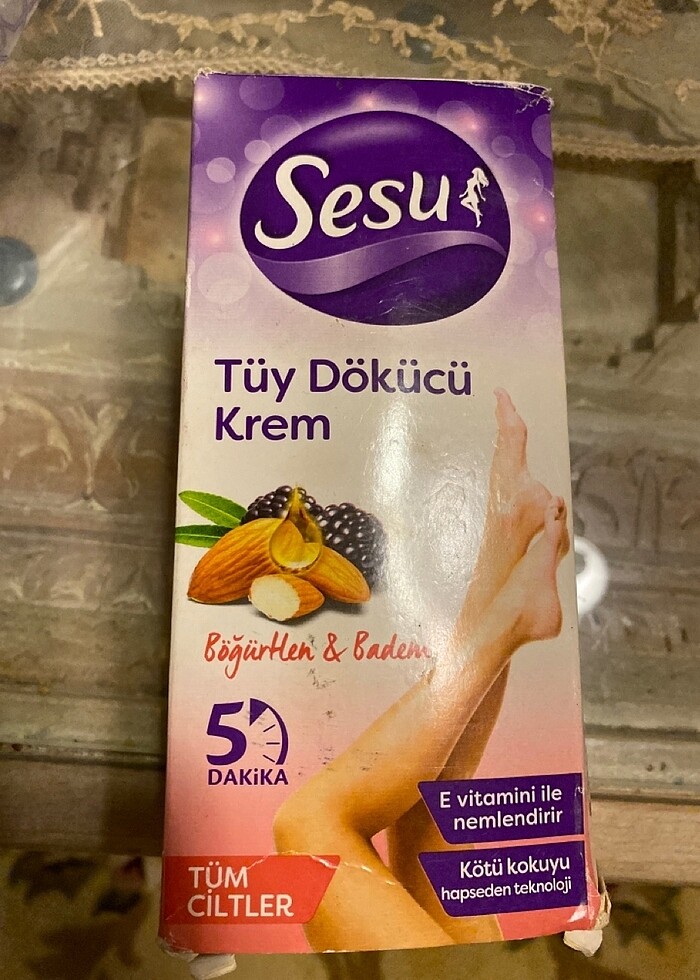 Sesu
Tüy Dökücü
Krem
Böğürtlen & Badem
5
DAKiKA
E vitamini ile
nemlendirir
Kötü kokuyu
hapseden teknoloji
TÜM
CİLTLER